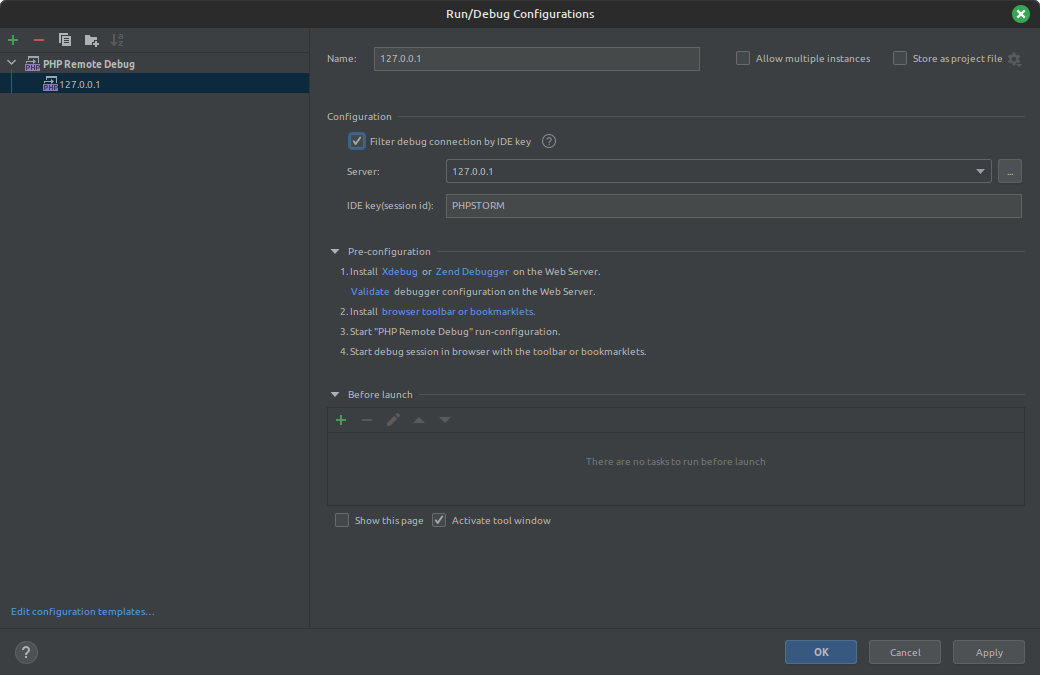 Run/Debug Configurations
PHP Remote Debug
127.0.0.1
Name: 127.0.0.1 Allow multiple instances Store as project file
Configuration
Filter debug connection by IDE key ?
Server: 127.0.0.1 ...
IDE key(session id): PHPSTORM
Pre-configuration
1. Install Xdebug or Zend Debugger on the Web Server.
Validate debugger configuration on the Web Server.
2. Install browser toolbar or bookmarklets.
3. Start "PHP Remote Debug" run-configuration.
4. Start debug session in browser with the toolbar or bookmarklets.
Before launch
There are no tasks to run before launch
Show this page Activate tool window
Edit configuration templates...
? OK Cancel Apply